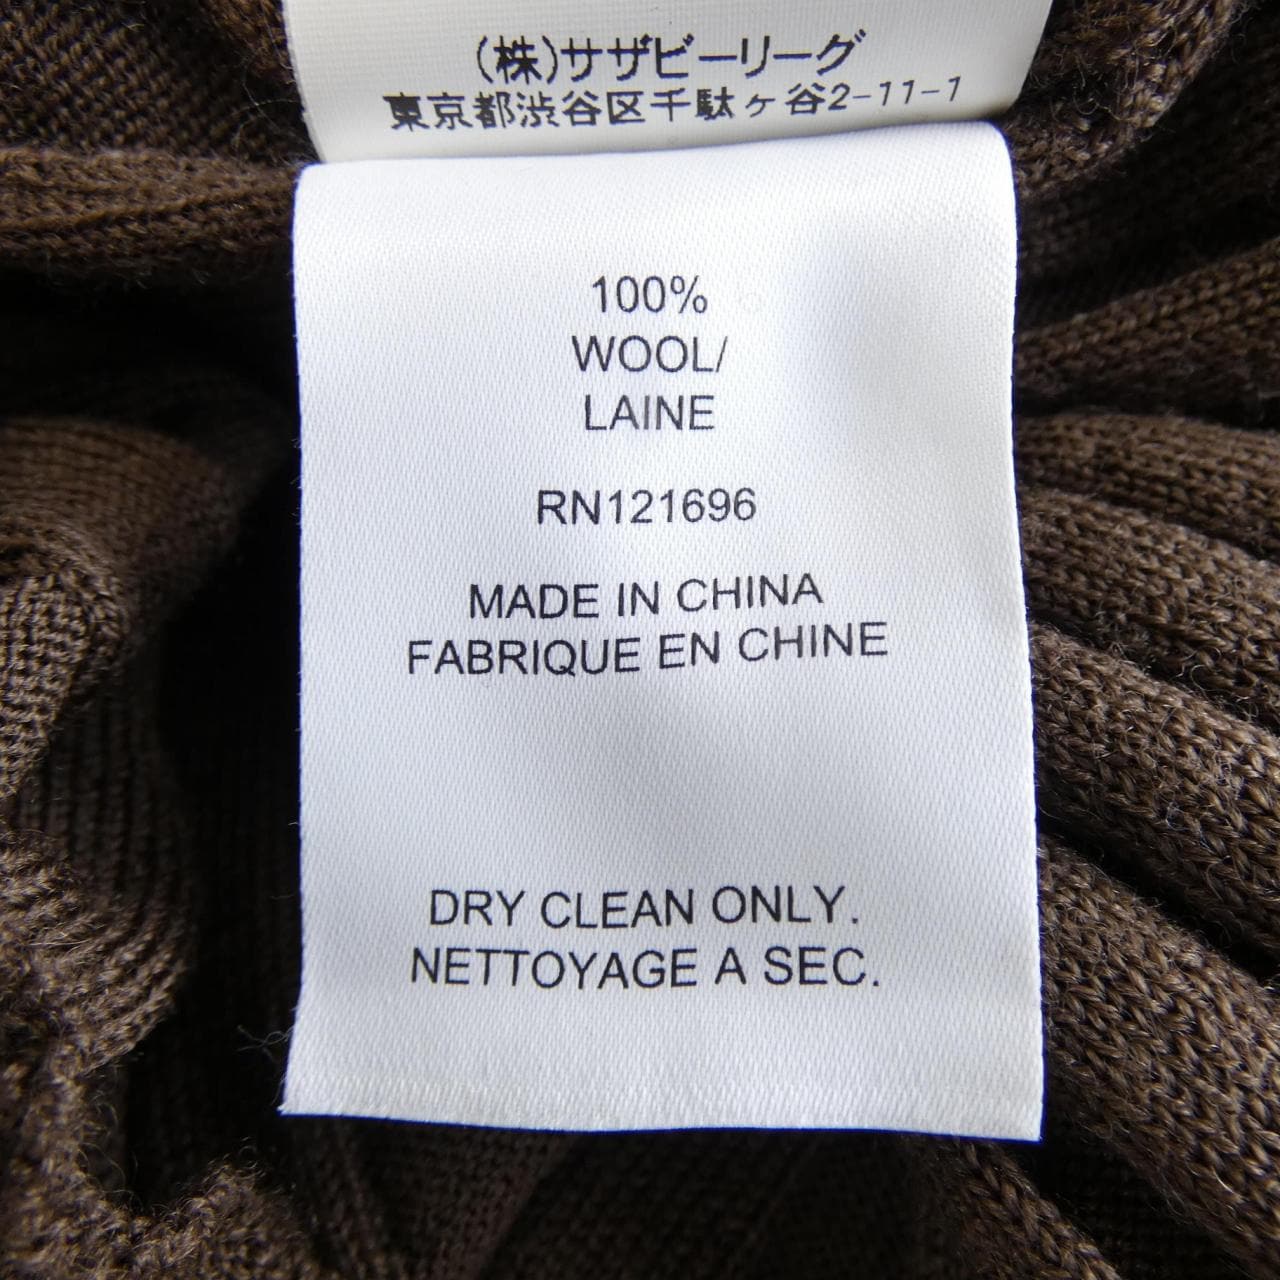 (株)サザビーリーグ
東京都渋谷区千駄ヶ谷2-11-1
100%
WOOL/
LAINE
RN121696
MADE IN CHINA
FABRIQUE EN CHINE
DRY CLEAN ONLY.
NETTOYAGE A SEC.